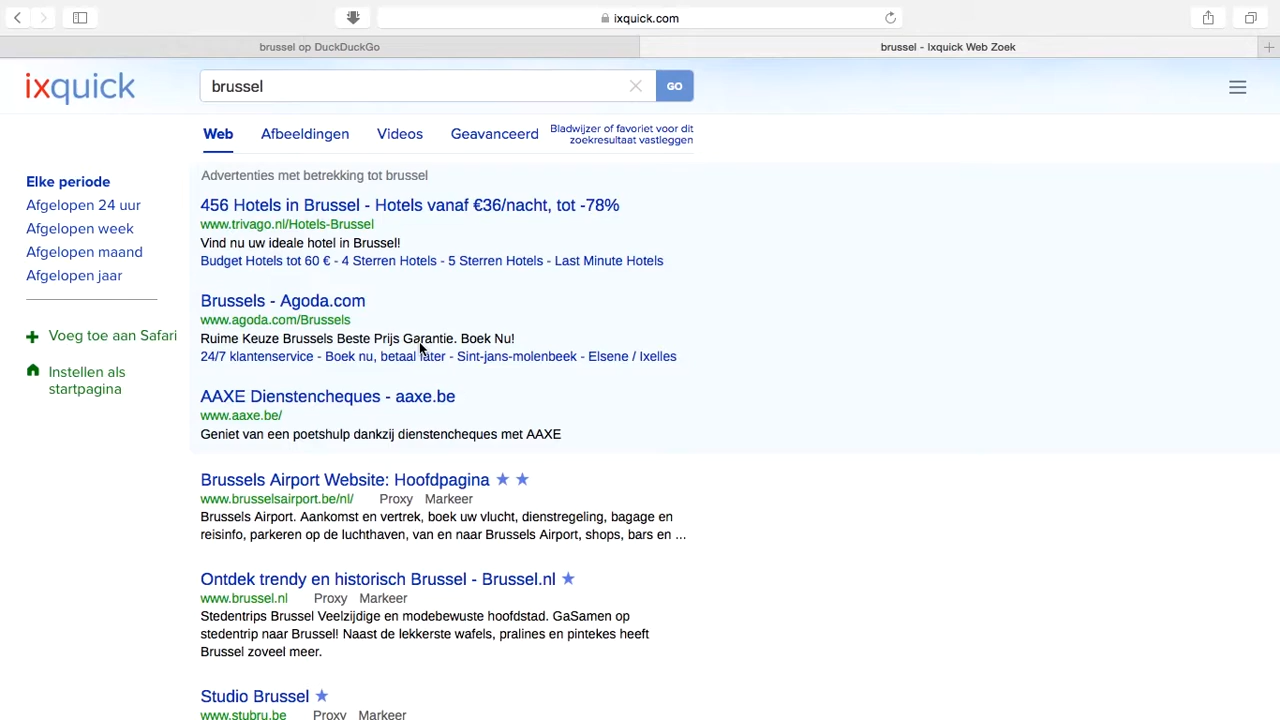 ixquick.com
brussel op DuckDuckGo
brussel - Ixquick Web Zoek
ixquick
brussel
GO
Web Afbeeldingen Videos Geavanceerd
Bladwijzer of favoriet voor dit
zoekresultaat vastleggen
Elke periode
Afgelopen 24 uur
Afgelopen week
Afgelopen maand
Afgelopen jaar
Voeg toe aan Safari
Instellen als
startpagina
Advertenties met betrekking tot brussel
456 Hotels in Brussel - Hotels vanaf €36/nacht, tot -78%
www.trivago.nl/Hotels-Brussel
Vind nu uw ideale hotel in Brussel!
Budget Hotels tot 60 € - 4 Sterren Hotels - 5 Sterren Hotels - Last Minute Hotels
Brussels - Agoda.com
www.agoda.com/Brussels
Ruime Keuze Brussels Beste Prijs Garantie. Boek Nu!
24/7 klantenservice - Boek nu, betaal later - Sint-jans-molenbeek - Elsene / Ixelles
AAXE Dienstencheques - aaxe.be
www.aaxe.be/
Geniet van een poetshulp dankzij dienstencheques met AAXE
Brussels Airport Website: Hoofdpagina
www.brusselsairport.be/nl/ Proxy Markeer
Brussels Airport. Aankomst en vertrek, boek uw vlucht, dienstregeling, bagage en
reisinfo, parkeren op de luchthaven, van en naar Brussels Airport, shops, bars en ...
Ontdek trendy en historisch Brussel - Brussel.nl
www.brussel.nl Proxy Markeer
Stedentrips Brussel Veelzijdige en modebewuste hoofdstad. GaSamen op
stedentrip naar Brussel! Naast de lekkerste wafels, pralines en pintekes heeft
Brussel zoveel meer.
Studio Brussel
www.stubru.be Proxy Markeer